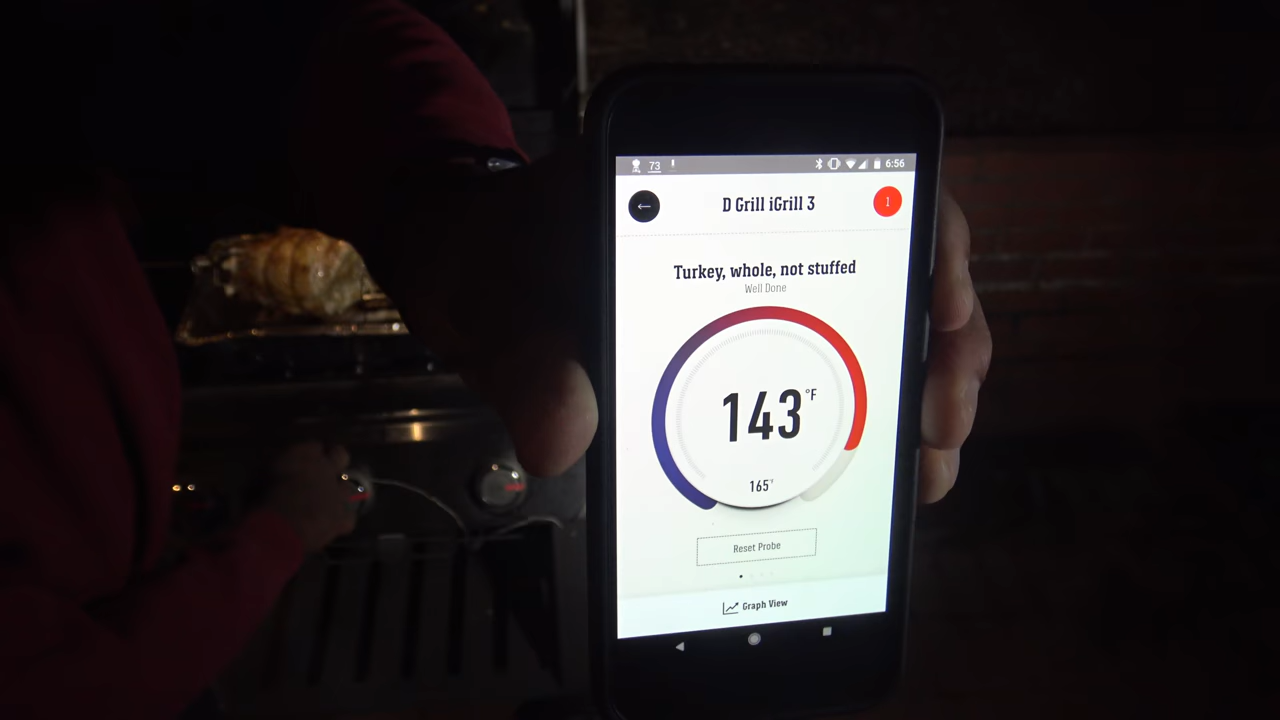 73 6:56
← D Grill iGrill 3 1
Turkey, whole, not stuffed
Well Done
143°F
165°F
Reset Probe
Graph View